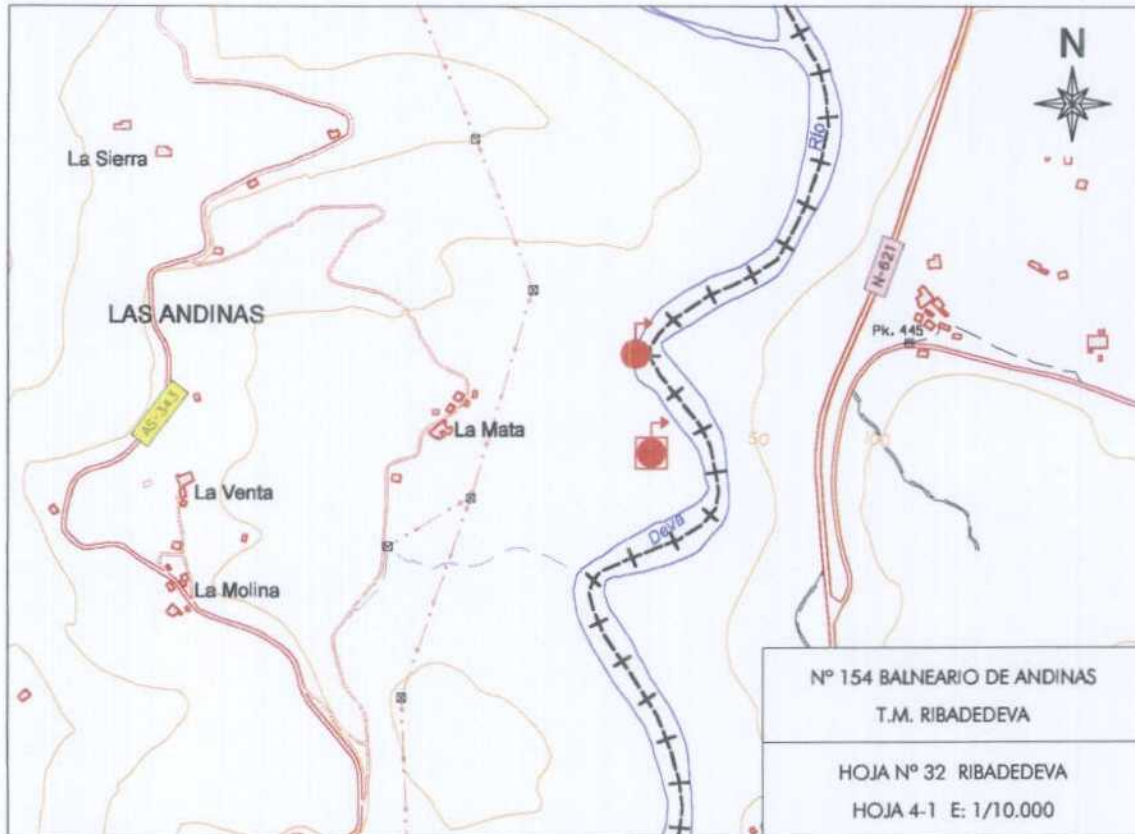 N
La Sierra
Río
N-621
LAS ANDINAS
Pk. 445
AS-343
La Mata
50
100
La Venta
Deva
La Molina
Nº 154 BALNEARIO DE ANDINAS
T.M. RIBADEDEVA
HOJA Nº 32 RIBADEDEVA
HOJA 4-1 E: 1/10.000